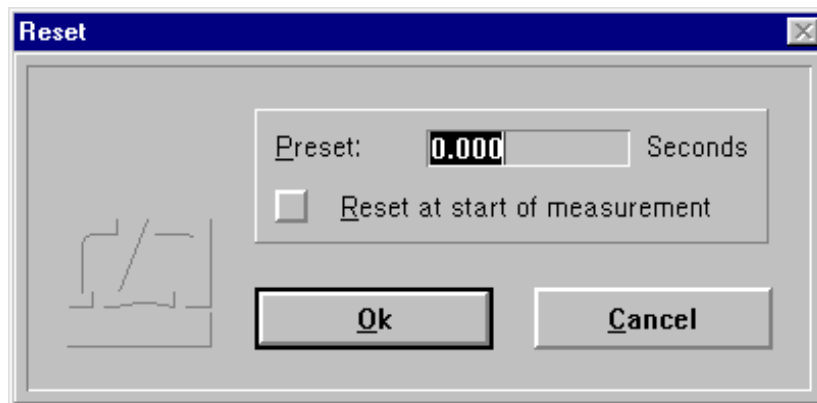 Reset
Preset: 0.000 Seconds
Reset at start of measurement
Ok Cancel